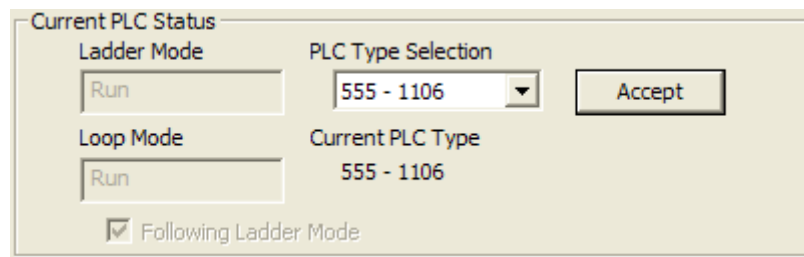 Current PLC Status
Ladder Mode PLC Type Selection
Run 555 - 1106 Accept
Loop Mode Current PLC Type
Run 555 - 1106
Following Ladder Mode